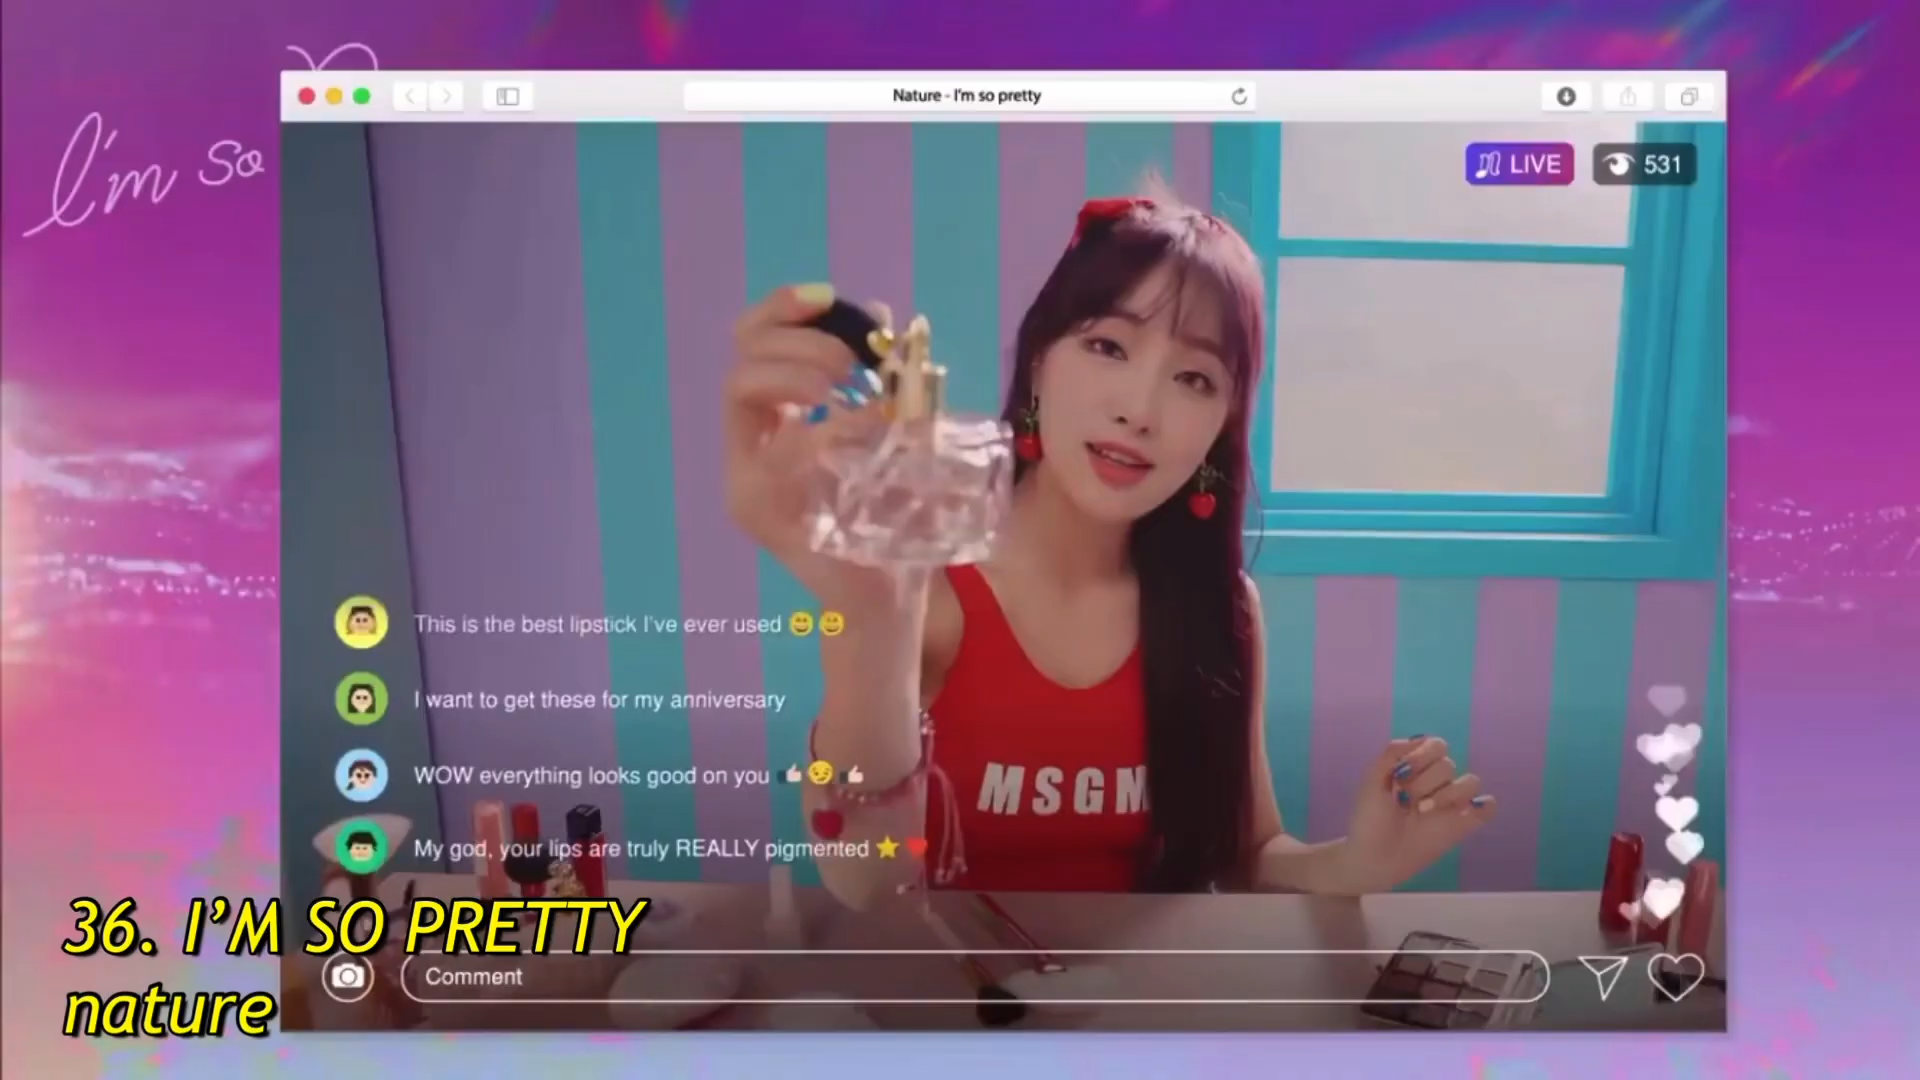 I'm so
Nature - I'm so pretty
LIVE
531
This is the best lipstick I've ever used
I want to get these for my anniversary
WOW everything looks good on you
MSGM
My god, your lips are truly REALLY pigmented
36. I'M SO PRETTY
Comment
nature